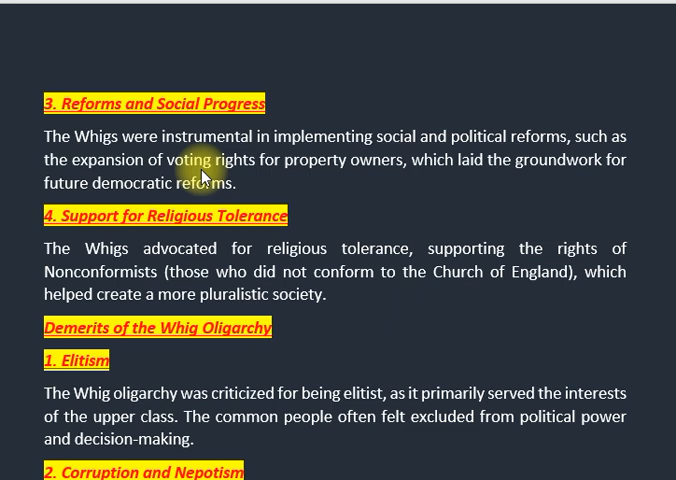 3. Reforms and Social Progress
The Whigs were instrumental in implementing social and political reforms, such as
the expansion of voting rights for property owners, which laid the groundwork for
future democratic reforms.
4. Support for Religious Tolerance
The Whigs advocated for religious tolerance, supporting the rights of
Nonconformists (those who did not conform to the Church of England), which
helped create a more pluralistic society.
Demerits of the Whig Oligarchy
1. Elitism
The Whig oligarchy was criticized for being elitist, as it primarily served the interests
of the upper class. The common people often felt excluded from political power
and decision-making.
2. Corruption and Nepotism